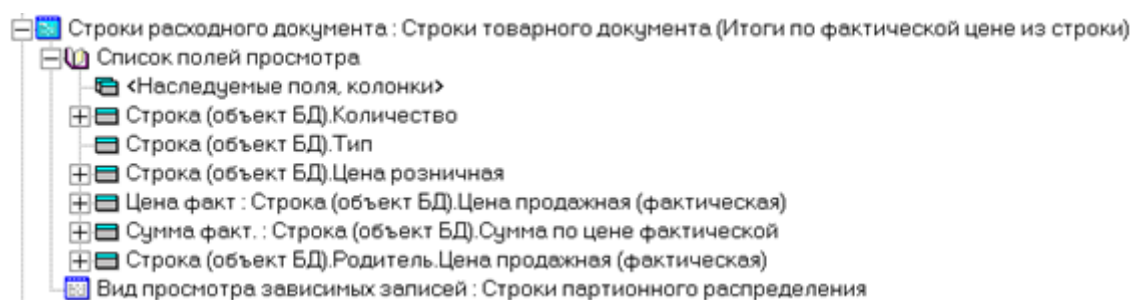 Строки расходного документа : Строки товарного документа (Итоги по фактической цене из строки)
Список полей просмотра
<Наследуемые поля, колонки>
Строка (объект БД).Количество
Строка (объект БД).Тип
Строка (объект БД).Цена розничная
Цена факт : Строка (объект БД).Цена продажная (фактическая)
Сумма факт. : Строка (объект БД).Сумма по цене фактической
Строка (объект БД).Родитель.Цена продажная (фактическая)
Вид просмотра зависимых записей : Строки партионного распределения